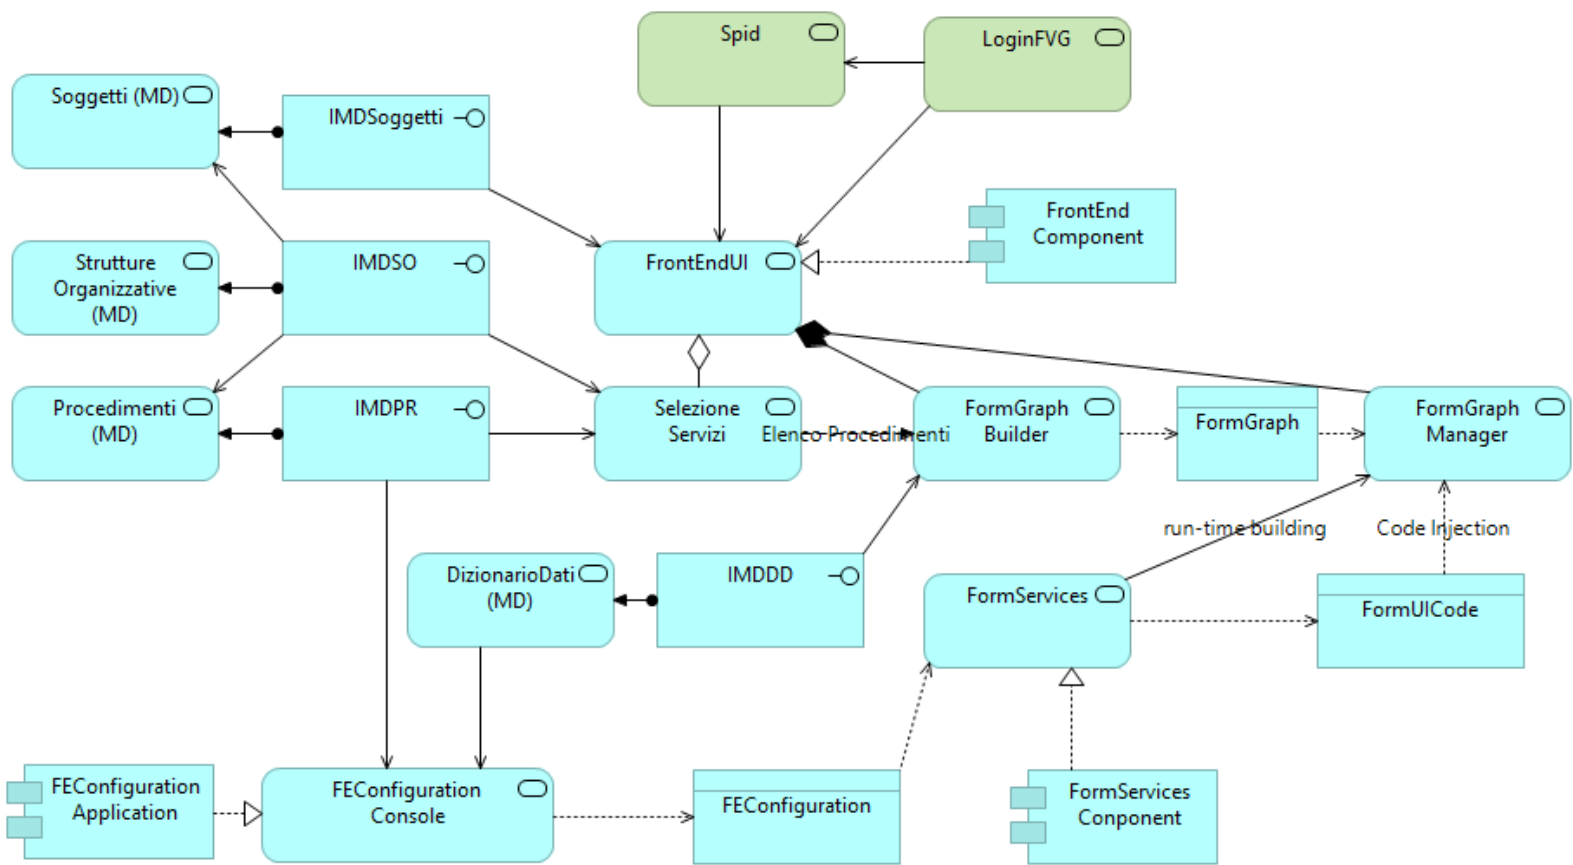 Spid
LoginFVG
Soggetti (MD)
IMDSoggetti
FrontEnd
Component
Strutture
Organizzative
(MD)
IMDSO
FrontEndUI
Procedimenti
(MD)
IMDPR
Selezione
Servizi
Elenco Procedimenti
FormGraph
Builder
FormGraph
FormGraph
Manager
run-time building
Code Injection
DizionarioDati
(MD)
IMDDD
FormServices
FormUICode
FEConfiguration
Application
FEConfiguration
Console
FEConfiguration
FormServices
Conponent